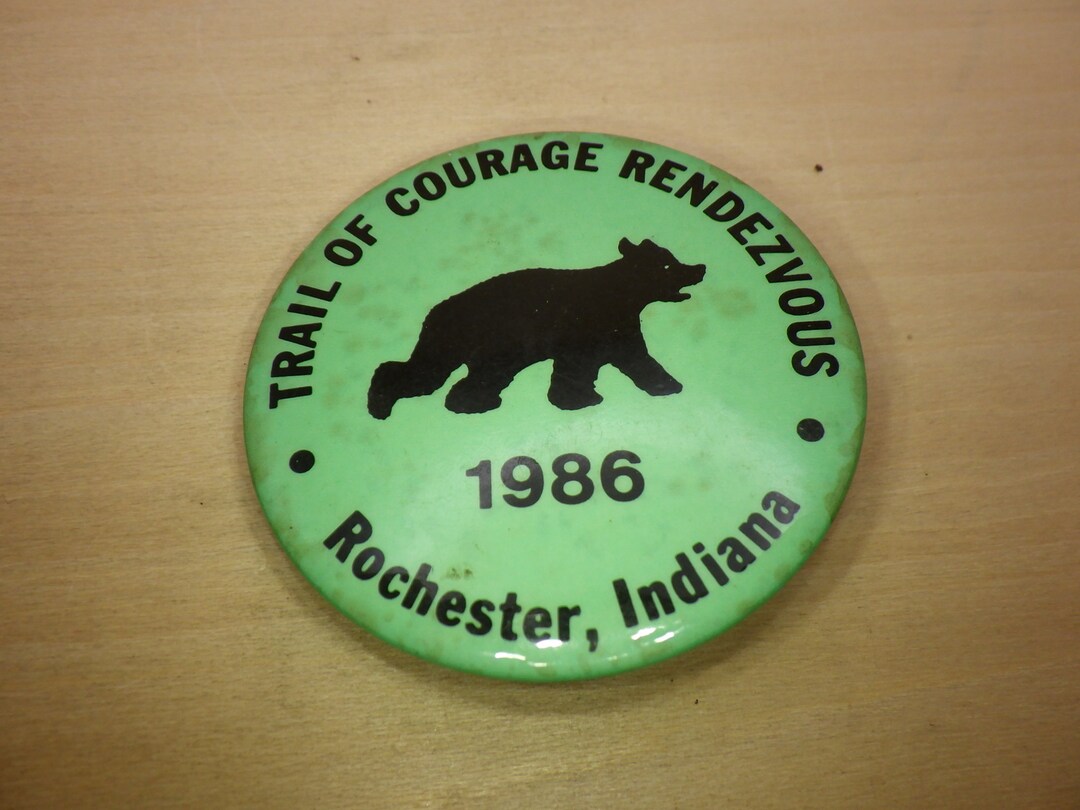 TRAIL OF COURAGE RENDEZVOUS
1986
Rochester, Indiana